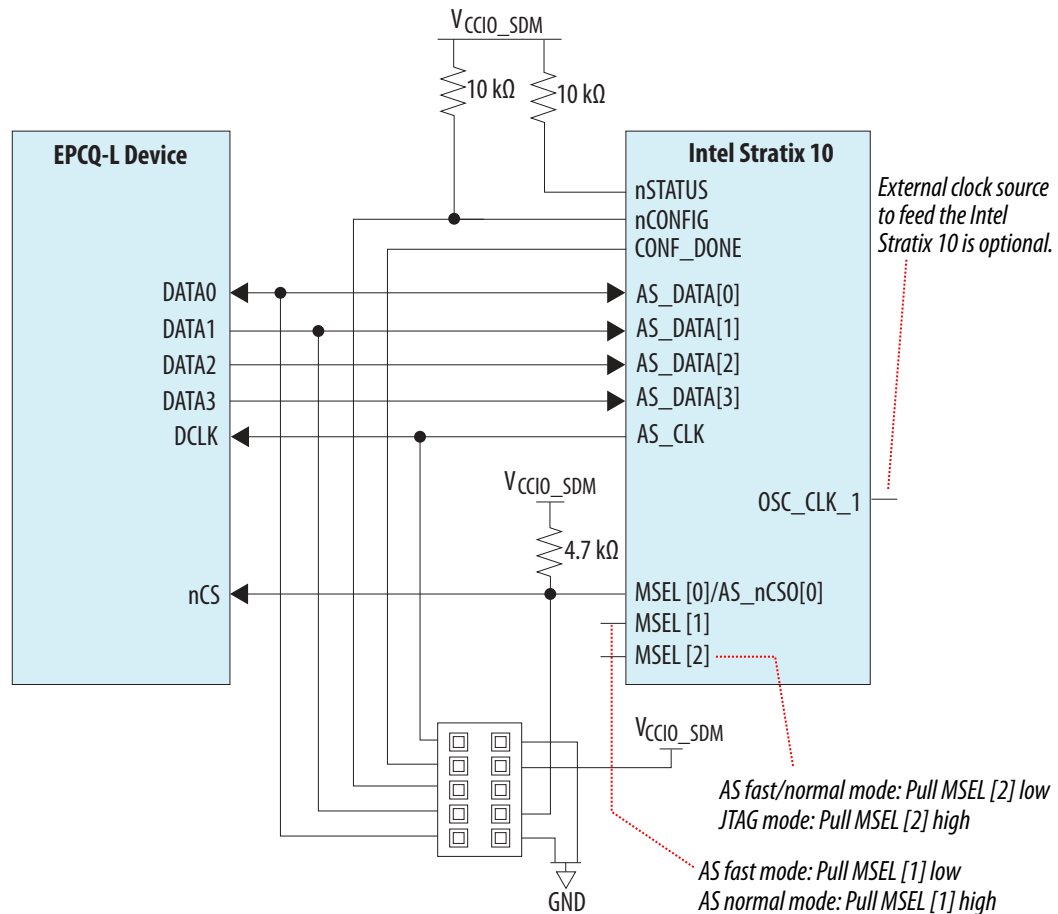 VCCIO_SDM
10 kΩ
10 kΩ
EPCQ-L Device
Intel Stratix 10
External clock source
to feed the Intel
Stratix 10 is optional.
nSTATUS
nCONFIG
CONF_DONE
DATA0
AS_DATA[0]
DATA1
AS_DATA[1]
DATA2
AS_DATA[2]
DATA3
AS_DATA[3]
DCLK
AS_CLK
VCCIO_SDM
OSC_CLK_1
4.7 kΩ
nCS
MSEL [0]/AS_nCSO[0]
MSEL [1]
MSEL [2]
VCCIO_SDM
AS fast/normal mode: Pull MSEL [2] low
JTAG mode: Pull MSEL [2] high
AS fast mode: Pull MSEL [1] low
AS normal mode: Pull MSEL [1] high
GND